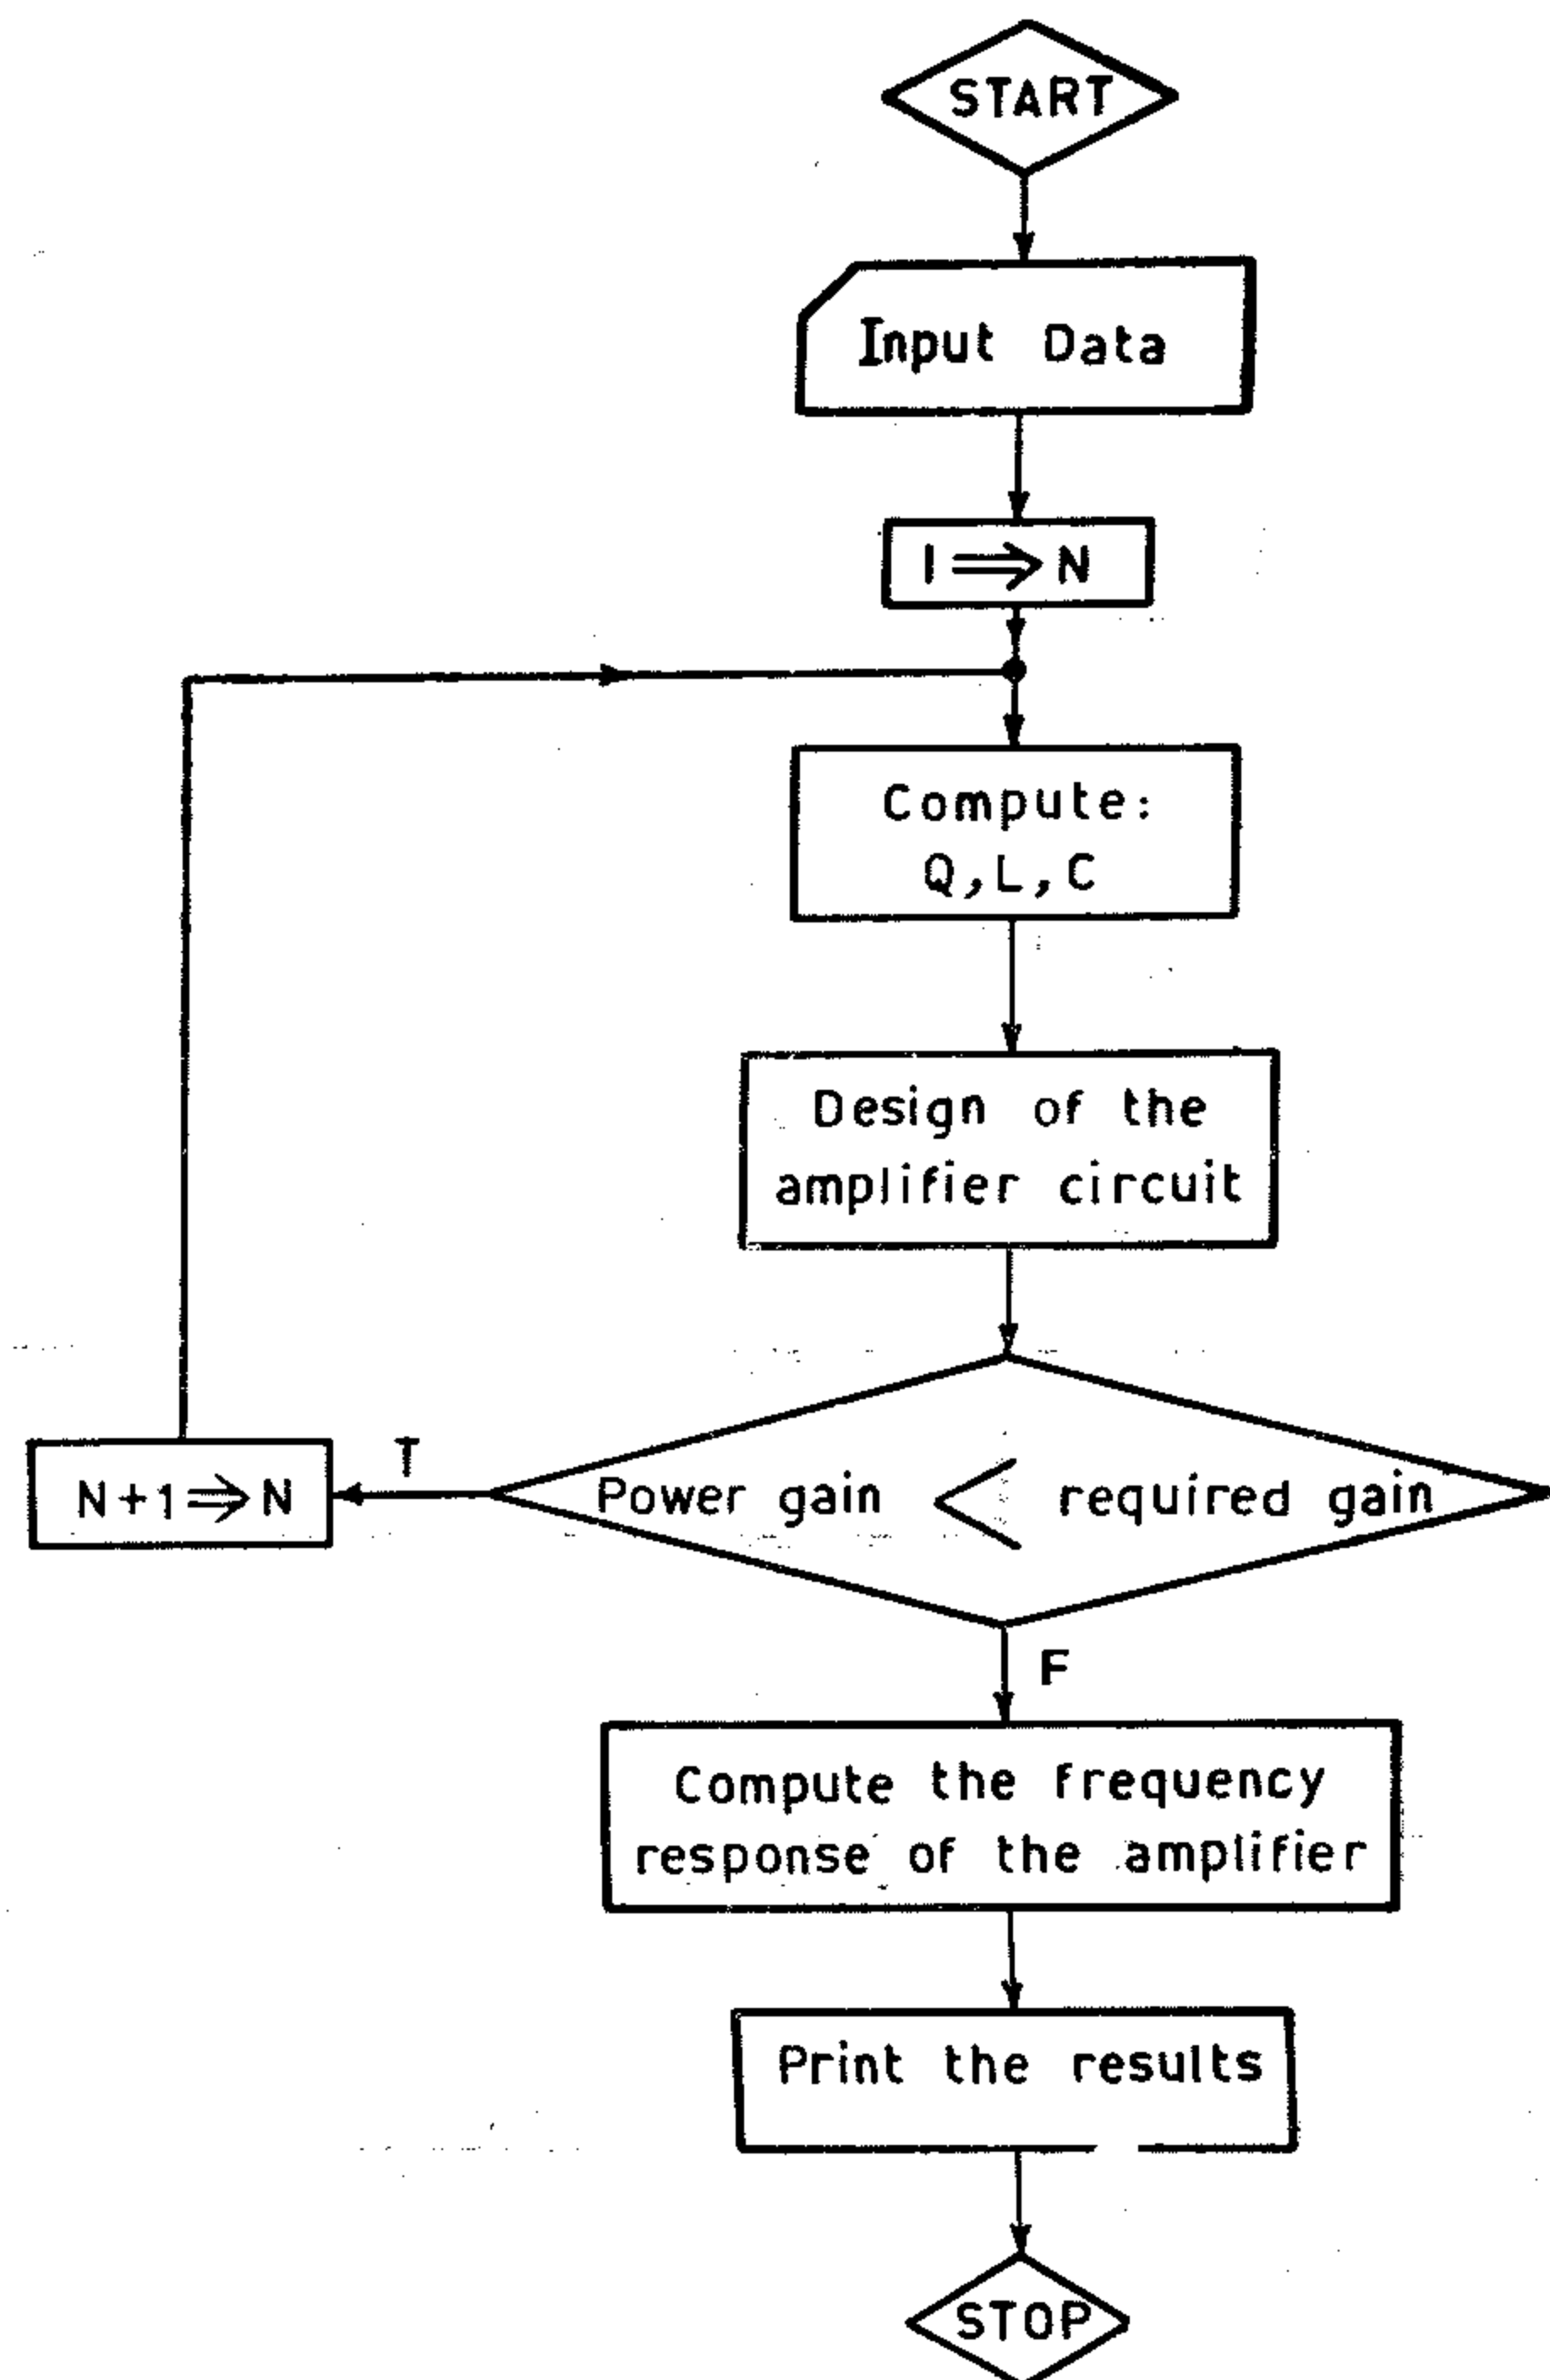 START
Input Data
1 ⇒ N
Compute:
Q, L, C
Design of the
amplifier circuit
Power gain < required gain
T
N+1 ⇒ N
F
Compute the frequency
response of the amplifier
Print the results
STOP